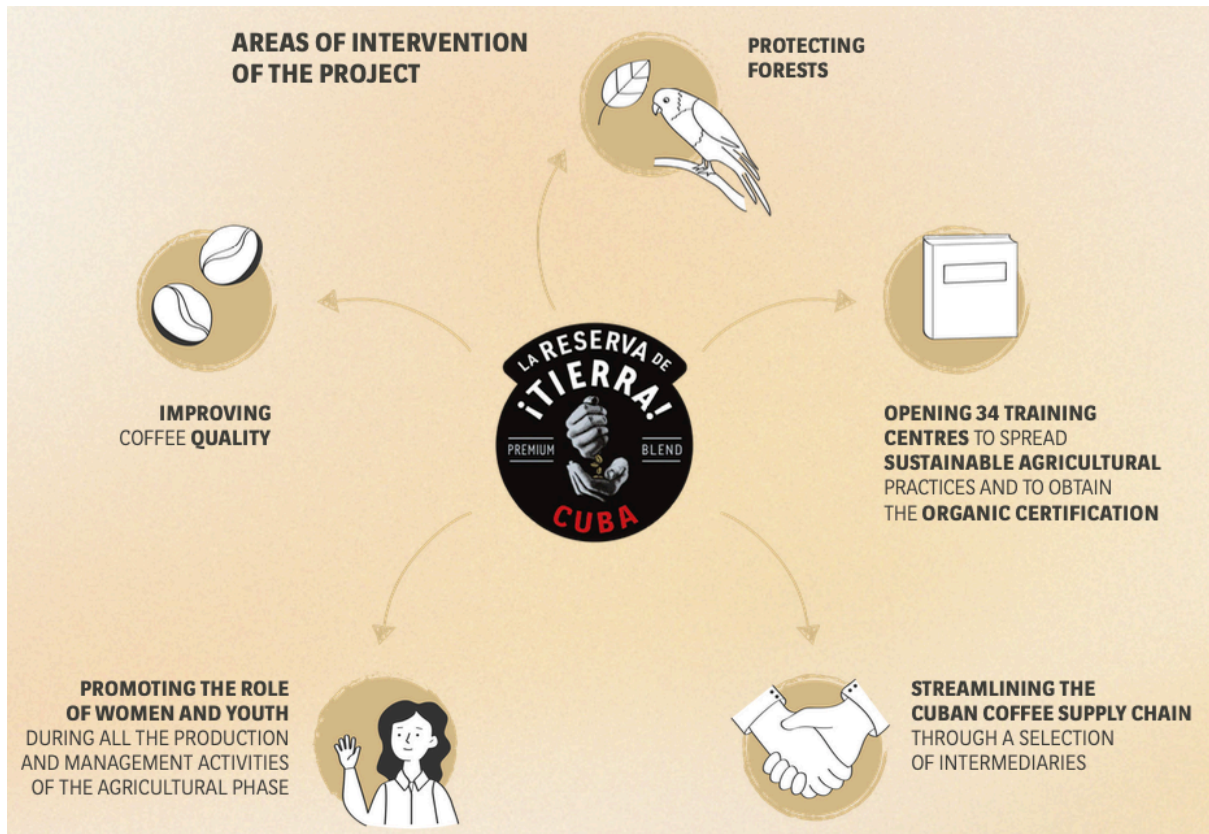 AREAS OF INTERVENTION
OF THE PROJECT
PROTECTING
FORESTS
IMPROVING
COFFEE QUALITY
LA RESERVA DE
¡TIERRA!
PREMIUM BLEND
CUBA
OPENING 34 TRAINING
CENTRES TO SPREAD
SUSTAINABLE AGRICULTURAL
PRACTICES AND TO OBTAIN
THE ORGANIC CERTIFICATION
PROMOTING THE ROLE
OF WOMEN AND YOUTH
DURING ALL THE PRODUCTION
AND MANAGEMENT ACTIVITIES
OF THE AGRICULTURAL PHASE
STREAMLINING THE
CUBAN COFFEE SUPPLY CHAIN
THROUGH A SELECTION
OF INTERMEDIARIES